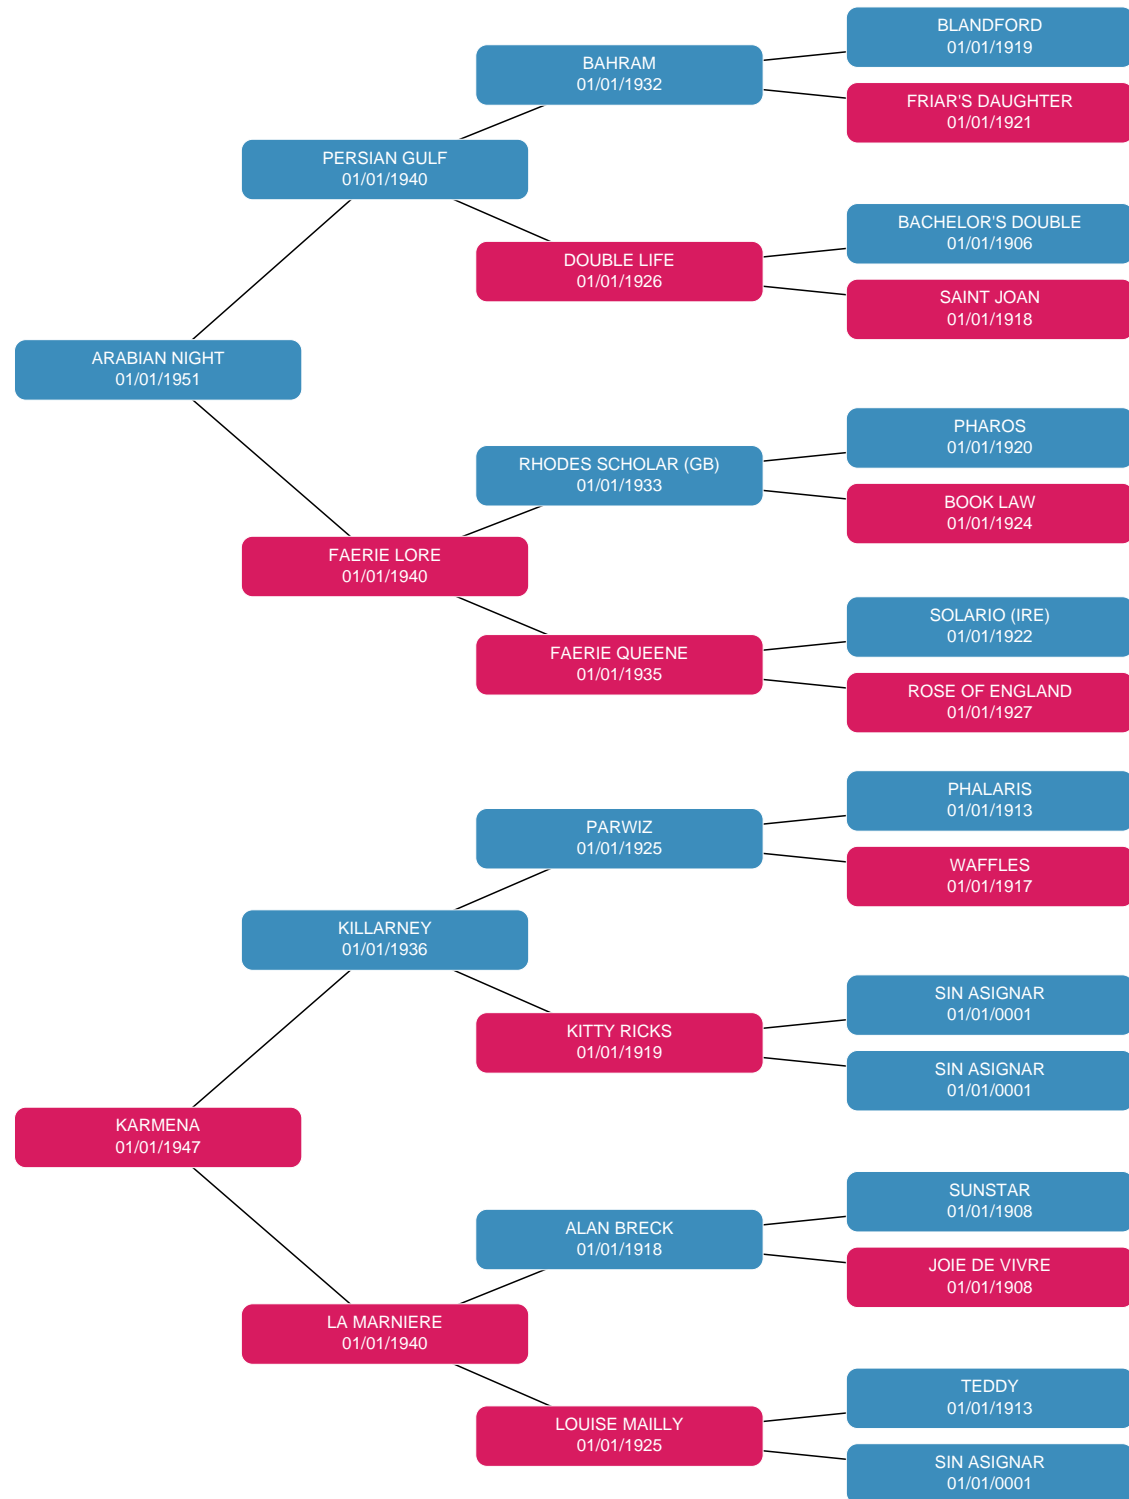 BLANDFORD
01/01/1919
BAHRAM
01/01/1932
FRIAR'S DAUGHTER
01/01/1921
PERSIAN GULF
01/01/1940
BACHELOR'S DOUBLE
01/01/1906
DOUBLE LIFE
01/01/1926
SAINT JOAN
01/01/1918
ARABIAN NIGHT
01/01/1951
PHAROS
01/01/1920
RHODES SCHOLAR (GB)
01/01/1933
BOOK LAW
01/01/1924
FAERIE LORE
01/01/1940
SOLARIO (IRE)
01/01/1922
FAERIE QUEENE
01/01/1935
ROSE OF ENGLAND
01/01/1927
PHALARIS
01/01/1913
PARWIZ
01/01/1925
WAFFLES
01/01/1917
KILLARNEY
01/01/1936
SIN ASIGNAR
01/01/0001
KITTY RICKS
01/01/1919
SIN ASIGNAR
01/01/0001
KARMENA
01/01/1947
SUNSTAR
01/01/1908
ALAN BRECK
01/01/1918
JOIE DE VIVRE
01/01/1908
LA MARNIERE
01/01/1940
TEDDY
01/01/1913
LOUISE MAILLY
01/01/1925
SIN ASIGNAR
01/01/0001